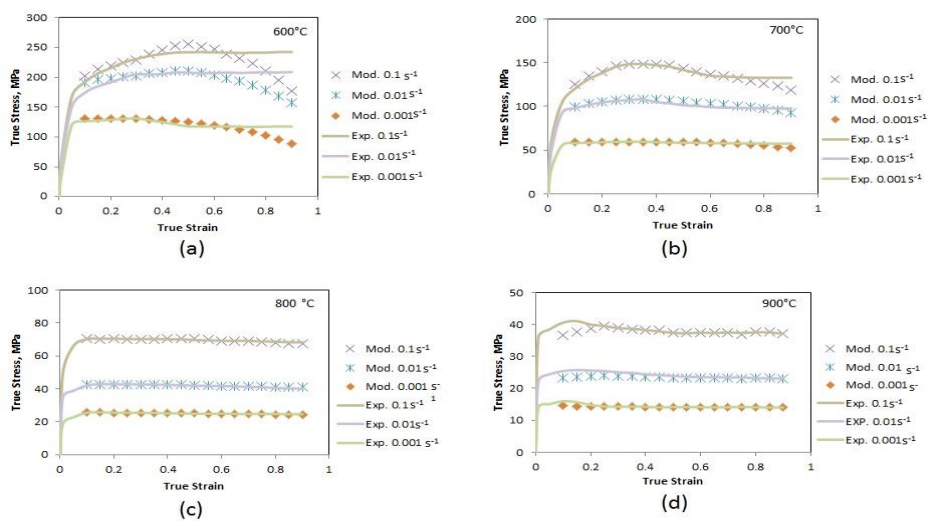 600°C
True Stress, MPa
300
250
200
150
100
50
0
0 0.2 0.4 0.6 0.8 1
True Strain
Mod. 0.1 s-1
Mod. 0.01s-1
Mod. 0.001s-1
Exp. 0.1s-1
Exp. 0.01s-1
Exp. 0.001s-1
(a)
700°C
True Stress, MPa
200
150
100
50
0
0 0.2 0.4 0.6 0.8 1
True Strain
Mod. 0.1s-1
Mod. 0.01s-1
Mod. 0.001s-1
Exp. 0.1 s-1
Exp. 0.01s-1
Exp. 0.001s-1
(b)
800 °C
True Stress, MPa
100
80
60
40
20
0
0 0.2 0.4 0.6 0.8 1
True Strain
Mod. 0.1s-1
Mod. 0.01s-1
Mod. 0.001 s-
Exp. 0.1s-1 1
Exp. 0.01s-1
Exp. 0.001 s-1
(c)
900°C
True Stress, MPa
50
40
30
20
10
0
0 0.2 0.4 0.6 0.8 1
True Strain
Mod. 0.1s-1
Mod. 0.01 s-1
Mod. 0.001s-
Exp. 0.1s-1
EXP. 0.01s-1
Exp. 0.001s-1
(d)